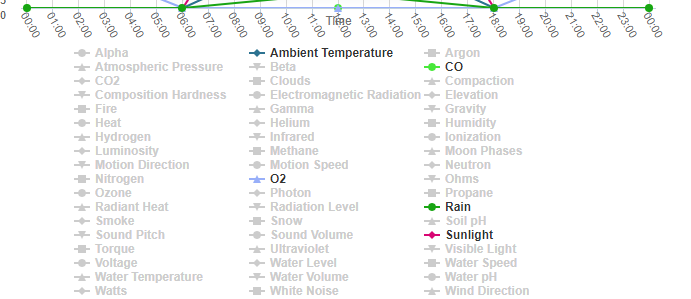 5
0
00:00 01:00 02:00 03:00 04:00 05:00 06:00 07:00 08:00 09:00 10:00 11:00 12:00 13:00 14:00 15:00 16:00 17:00 18:00 19:00 20:00 21:00 22:00 23:00 00:00
Time
Alpha Ambient Temperature Argon
Atmospheric Pressure Beta CO
CO2 Clouds Compaction
Composition Hardness Electromagnetic Radiation Elevation
Fire Gamma Gravity
Heat Helium Humidity
Hydrogen Infrared Ionization
Luminosity Methane Moon Phases
Motion Direction Motion Speed Neutron
Nitrogen O2 Ohms
Ozone Photon Propane
Radiant Heat Radiation Level Rain
Smoke Snow Soil pH
Sound Pitch Sound Volume Sunlight
Torque Ultraviolet Visible Light
Voltage Water Level Water Speed
Water Temperature Water Volume Water pH
Watts White Noise Wind Direction